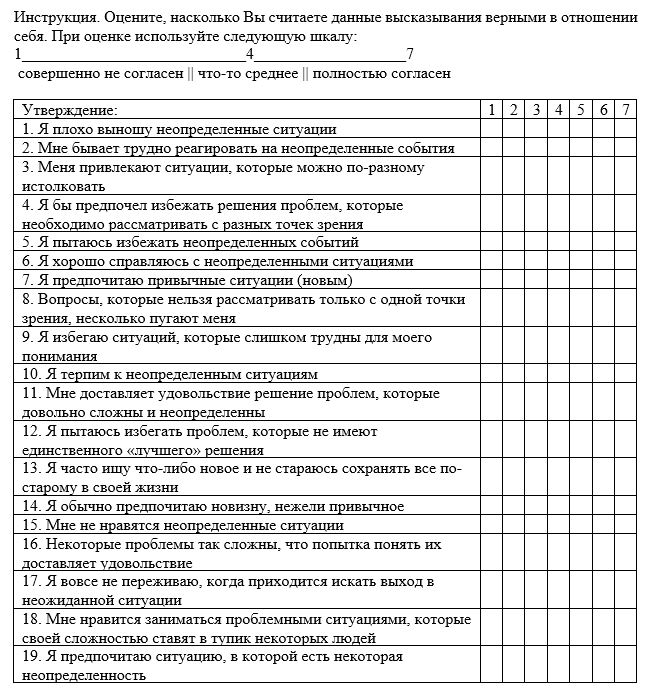 Инструкция. Оцените, насколько Вы считаете данные высказывания верными в отношении
себя. При оценке используйте следующую шкалу:
1______________________________4____________________7
совершенно не согласен || что-то среднее || полностью согласен
Утверждение: 1 2 3 4 5 6 7
1. Я плохо выношу неопределенные ситуации
2. Мне бывает трудно реагировать на неопределенные события
3. Меня привлекают ситуации, которые можно по-разному
истолковать
4. Я бы предпочел избежать решения проблем, которые
необходимо рассматривать с разных точек зрения
5. Я пытаюсь избежать неопределенных событий
6. Я хорошо справляюсь с неопределенными ситуациями
7. Я предпочитаю привычные ситуации (новым)
8. Вопросы, которые нельзя рассматривать только с одной точки
зрения, несколько пугают меня
9. Я избегаю ситуаций, которые слишком трудны для моего
понимания
10. Я терпим к неопределенным ситуациям
11. Мне доставляет удовольствие решение проблем, которые
довольно сложны и неопределенны
12. Я пытаюсь избегать проблем, которые не имеют
единственного «лучшего» решения
13. Я часто ищу что-либо новое и не стараюсь сохранять все по-
старому в своей жизни
14. Я обычно предпочитаю новизну, нежели привычное
15. Мне не нравятся неопределенные ситуации
16. Некоторые проблемы так сложны, что попытка понять их
доставляет удовольствие
17. Я вовсе не переживаю, когда приходится искать выход в
неожиданной ситуации
18. Мне нравится заниматься проблемными ситуациями, которые
своей сложностью ставят в тупик некоторых людей
19. Я предпочитаю ситуацию, в которой есть некоторая
неопределенность